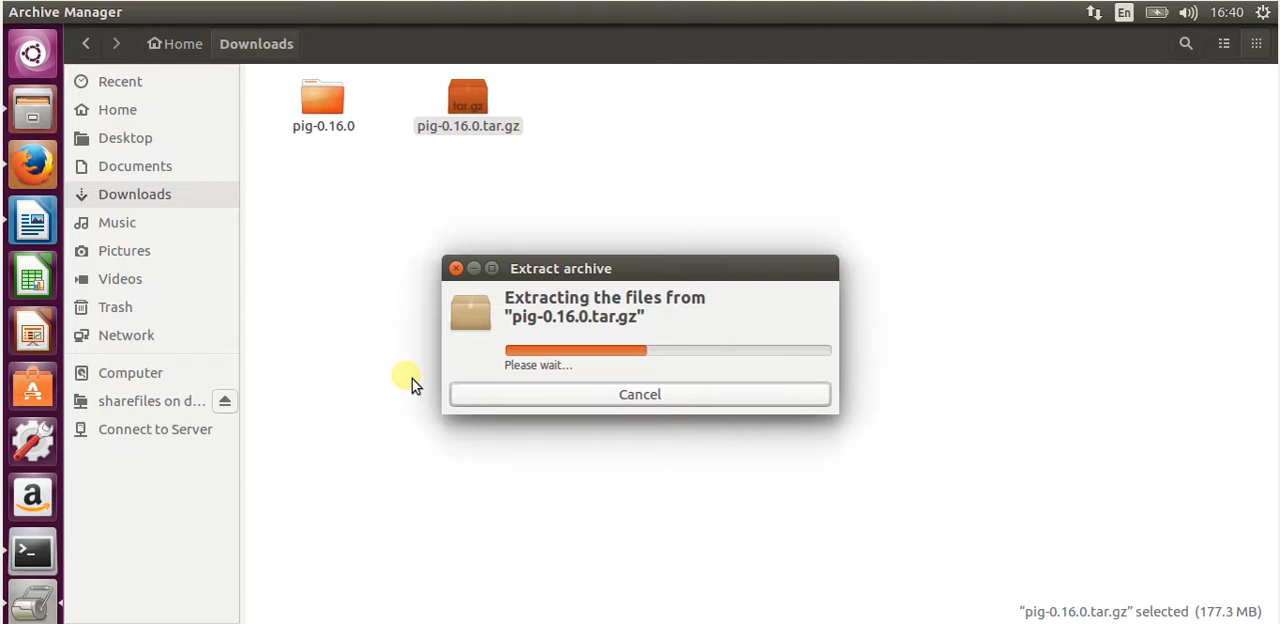 Archive Manager
En
16:40
Home
Downloads
Recent
Home
Desktop
Documents
Downloads
Music
Pictures
Videos
Trash
Network
Computer
sharefiles on d...
Connect to Server
pig-0.16.0
tar.gz
pig-0.16.0.tar.gz
Extract archive
Extracting the files from
"pig-0.16.0.tar.gz"
Please wait...
Cancel
"pig-0.16.0.tar.gz" selected (177.3 MB)